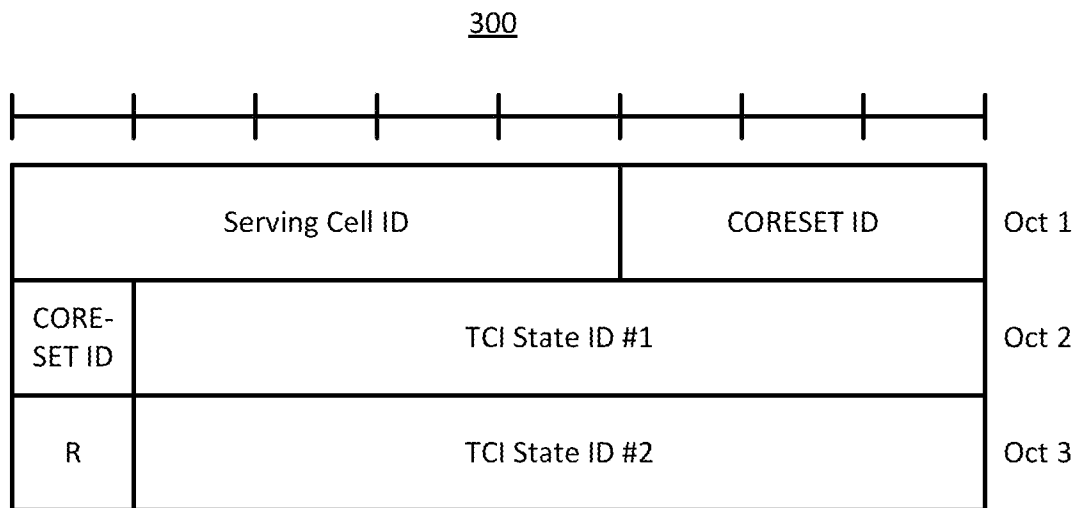 300
Serving Cell ID
CORESET ID
Oct 1
CORE-
SET ID
TCI State ID #1
Oct 2
R
TCI State ID #2
Oct 3